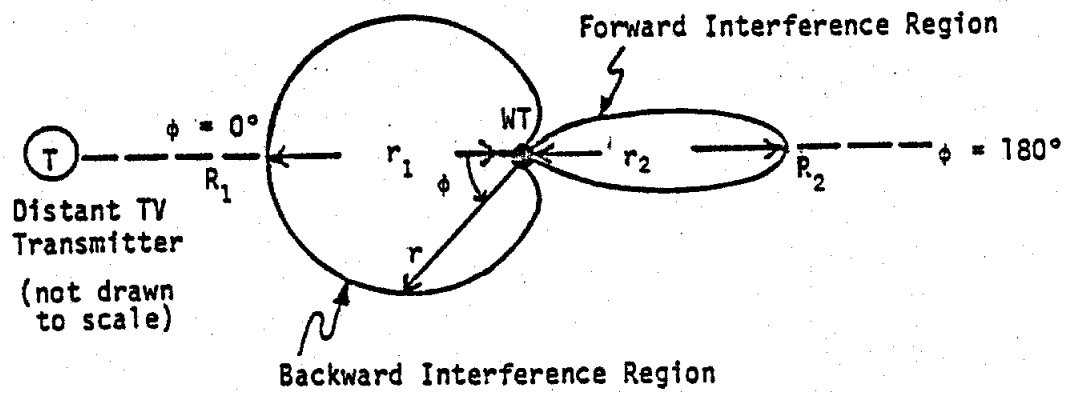 Forward Interference Region
WT
φ = 0°
T
r₁
r₂
φ = 180°
R₁
φ
R₂
Distant TV
Transmitter
r
(not drawn
to scale)
Backward Interference Region